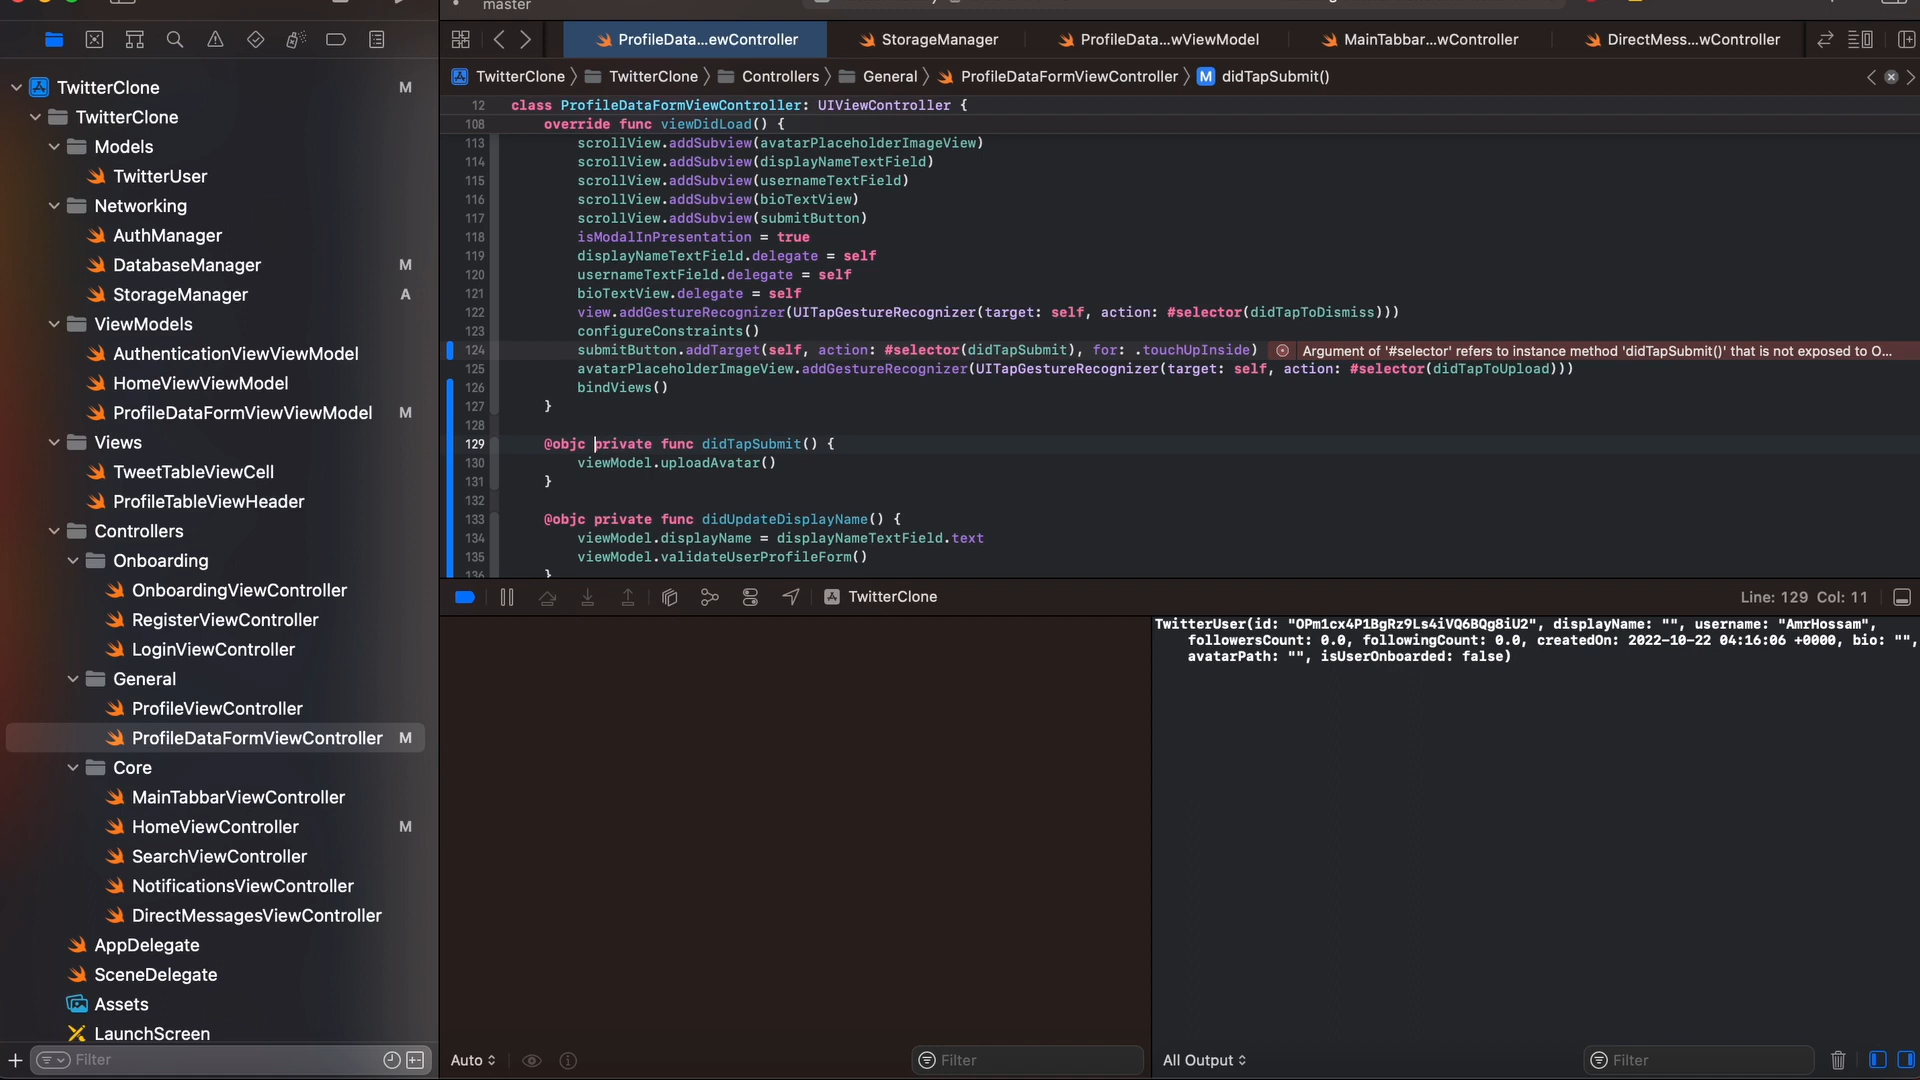 master
ProfileData...ewController
StorageManager
ProfileData...wViewModel
MainTabbar...wController
DirectMess...wController
TwitterClone
M
TwitterClone
Models
TwitterUser
Networking
AuthManager
DatabaseManager
M
StorageManager
A
ViewModels
AuthenticationViewViewModel
HomeViewViewModel
ProfileDataFormViewViewModel
M
Views
TweetTableViewCell
ProfileTableViewHeader
Controllers
Onboarding
OnboardingViewController
RegisterViewController
LoginViewController
General
ProfileViewController
ProfileDataFormViewController
M
Core
MainTabbarViewController
HomeViewController
M
SearchViewController
NotificationsViewController
DirectMessagesViewController
AppDelegate
SceneDelegate
Assets
LaunchScreen
Filter
TwitterClone 〉 TwitterClone 〉 Controllers 〉 General 〉 ProfileDataFormViewController 〉 M didTapSubmit()
12 class ProfileDataFormViewController: UIViewController {
108 override func viewDidLoad() {
113 scrollView.addSubview(avatarPlaceholderImageView)
114 scrollView.addSubview(displayNameTextField)
115 scrollView.addSubview(usernameTextField)
116 scrollView.addSubview(bioTextView)
117 scrollView.addSubview(submitButton)
118 isModalInPresentation = true
119 displayNameTextField.delegate = self
120 usernameTextField.delegate = self
121 bioTextView.delegate = self
122 view.addGestureRecognizer(UITapGestureRecognizer(target: self, action: #selector(didTapToDismiss)))
123 configureConstraints()
124 submitButton.addTarget(self, action: #selector(didTapSubmit), for: .touchUpInside) Argument of '#selector' refers to instance method 'didTapSubmit()' that is not exposed to O...
125 avatarPlaceholderImageView.addGestureRecognizer(UITapGestureRecognizer(target: self, action: #selector(didTapToUpload)))
126 bindViews()
127 }
128
129 @objc private func didTapSubmit() {
130 viewModel.uploadAvatar()
131 }
132
133 @objc private func didUpdateDisplayName() {
134 viewModel.displayName = displayNameTextField.text
135 viewModel.validateUserProfileForm()
136 }
TwitterClone
Line: 129 Col: 11
TwitterUser(id: "OPm1cx4P1BgRz9Ls4iVQ6BQg8iU2", displayName: "", username: "AmrHossam",
followersCount: 0.0, followingCount: 0.0, createdOn: 2022-10-22 04:16:06 +0000, bio: "",
avatarPath: "", isUserOnboarded: false)
Auto
Filter
All Output
Filter